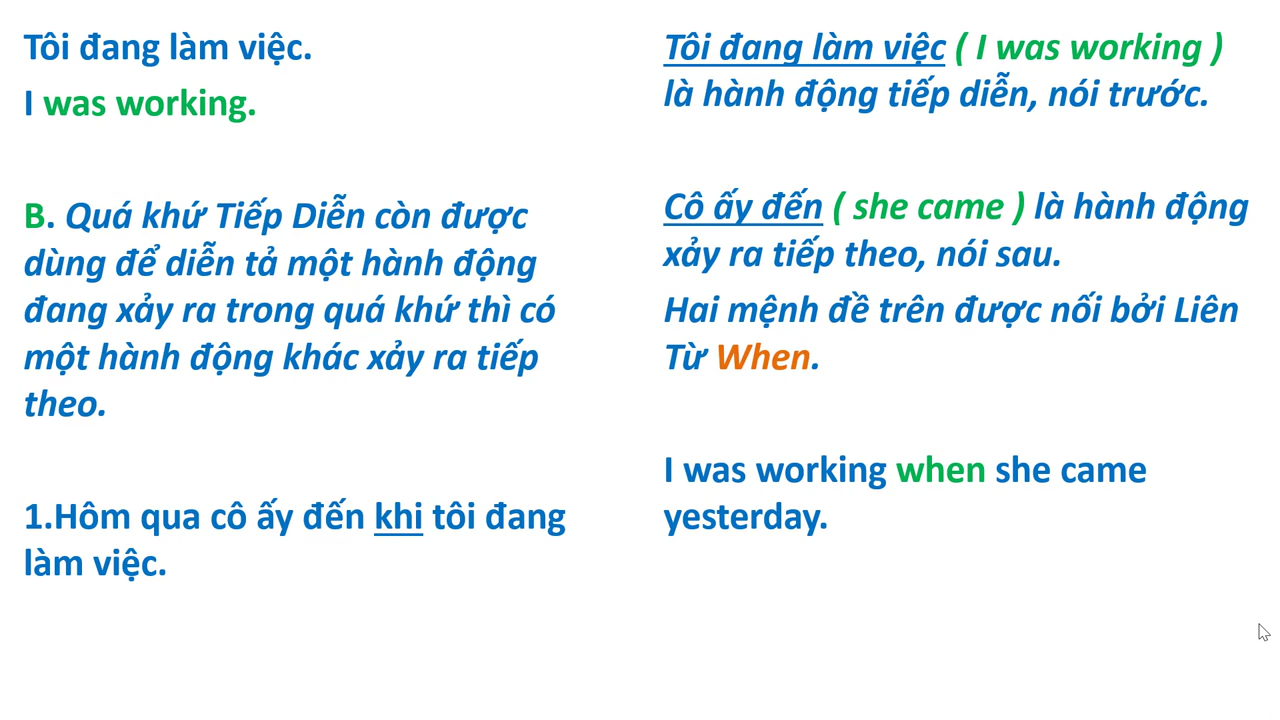 Tôi đang làm việc.
I was working.
B. Quá khứ Tiếp Diễn còn được
dùng để diễn tả một hành động
đang xảy ra trong quá khứ thì có
một hành động khác xảy ra tiếp
theo.
1.Hôm qua cô ấy đến khi tôi đang
làm việc.
Tôi đang làm việc ( I was working )
là hành động tiếp diễn, nói trước.
Cô ấy đến ( she came ) là hành động
xảy ra tiếp theo, nói sau.
Hai mệnh đề trên được nối bởi Liên
Từ When.
I was working when she came
yesterday.